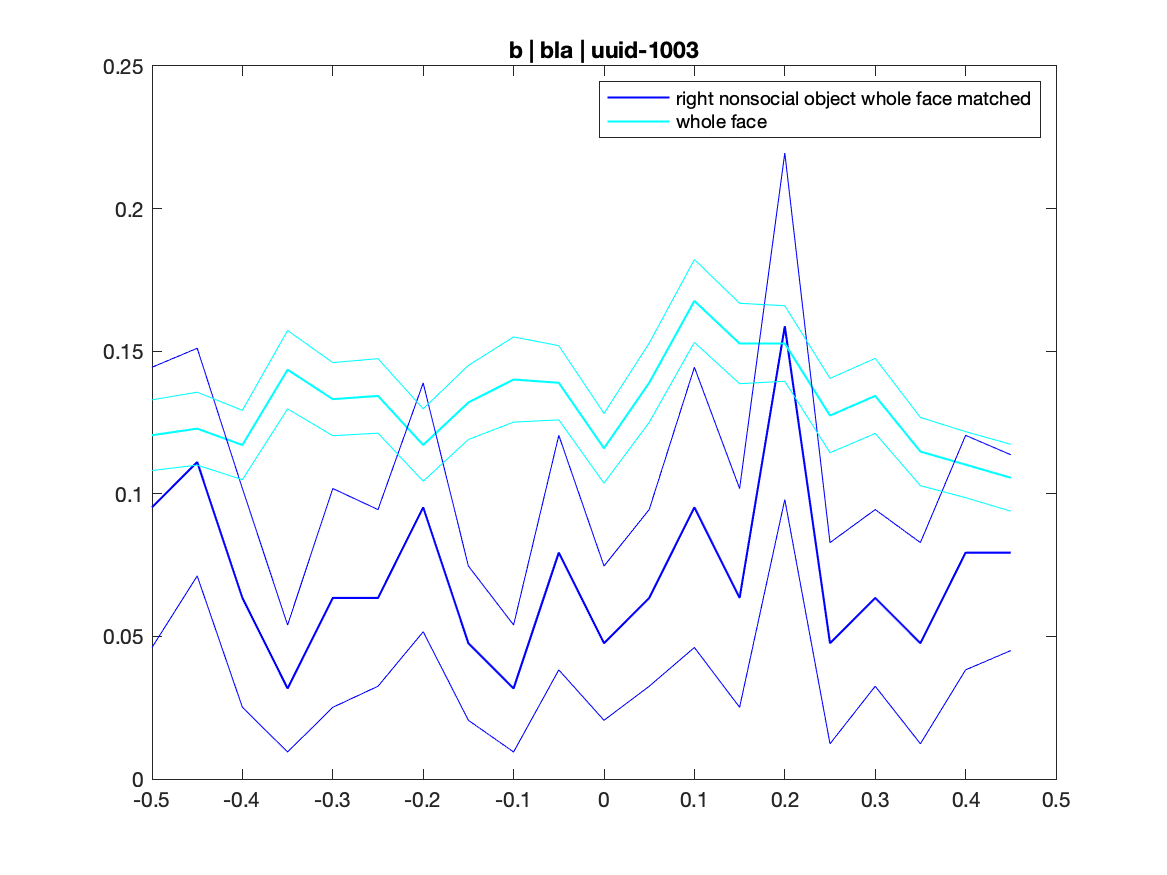 b | bla | uuid-1003
0.25
right nonsocial object whole face matched
whole face
0.2
0.15
0.1
0.05
0
-0.5 -0.4 -0.3 -0.2 -0.1 0 0.1 0.2 0.3 0.4 0.5